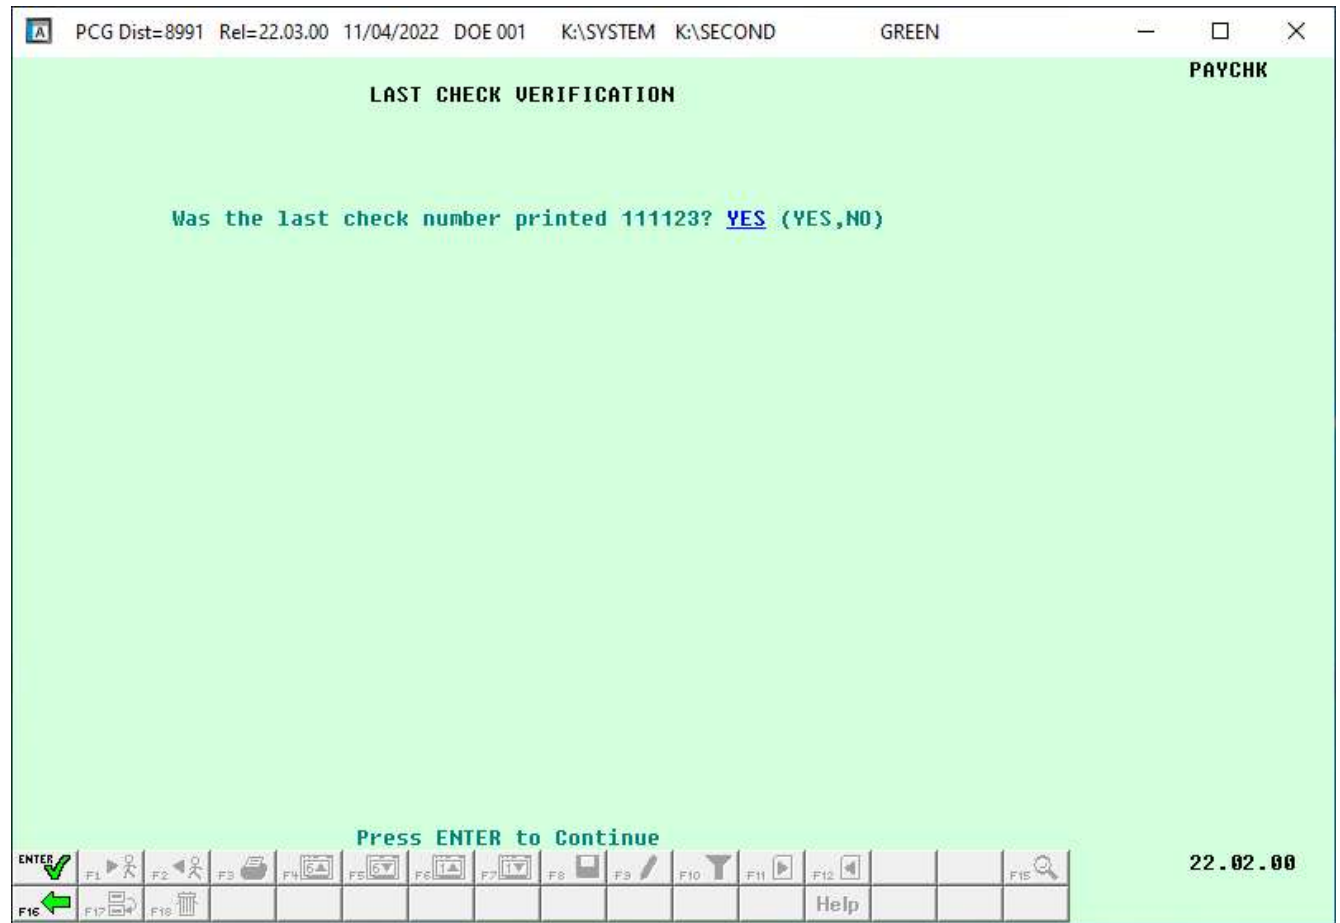 A PCG Dist=8991 Rel=22.03.00 11/04/2022 DOE 001 K:\SYSTEM K:\SECOND GREEN
PAYCHK
LAST CHECK VERIFICATION
Was the last check number printed 111123? YES (YES,NO)
Press ENTER to Continue
ENTER F1 F2 F3 F4 F5 F6 F7 F8 F9 F10 F11 F12 F15
22.02.00
F16 F17 F18 Help